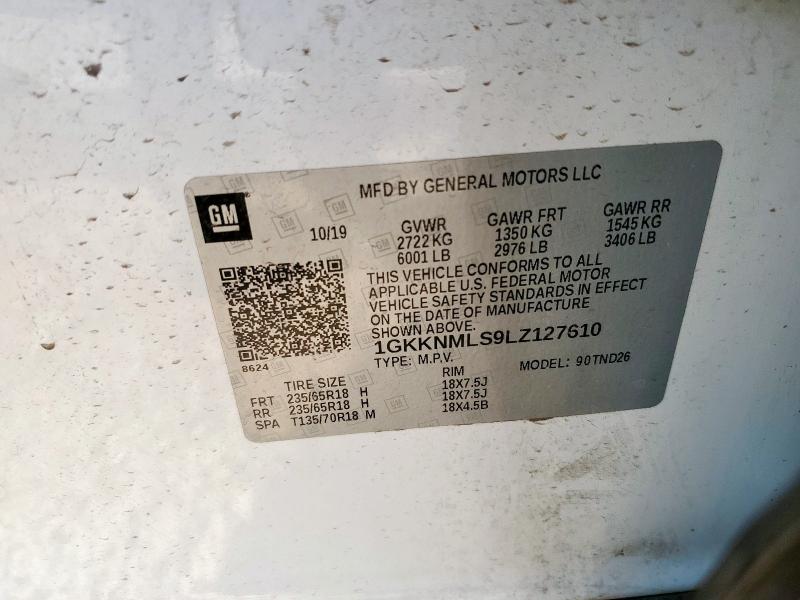 MFD BY GENERAL MOTORS LLC
GM
10/19
GVWR GAWR FRT GAWR RR
2722 KG 1350 KG 1545 KG
6001 LB 2976 LB 3406 LB
THIS VEHICLE CONFORMS TO ALL
APPLICABLE U.S. FEDERAL MOTOR
VEHICLE SAFETY STANDARDS IN EFFECT
ON THE DATE OF MANUFACTURE
SHOWN ABOVE.
1GKKNMLS9LZ127610
8624
TYPE: M.P.V. MODEL: 90TND26
TIRE SIZE RIM
FRT 235/65R18 H 18X7.5J
RR 235/65R18 H 18X7.5J
SPA T135/70R18 M 18X4.5B